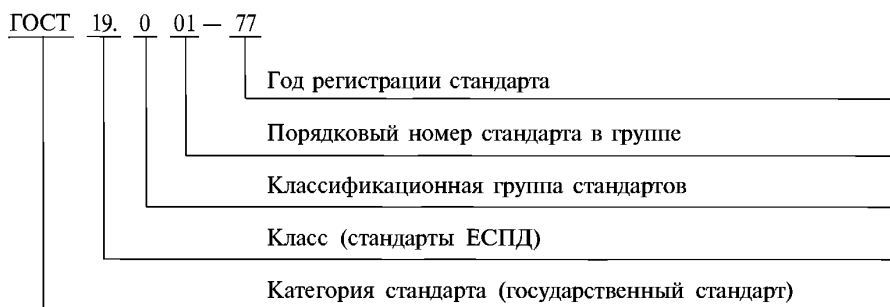 ГОСТ 19. 0 01 — 77
Год регистрации стандарта
Порядковый номер стандарта в группе
Классификационная группа стандартов
Класс (стандарты ЕСПД)
Категория стандарта (государственный стандарт)